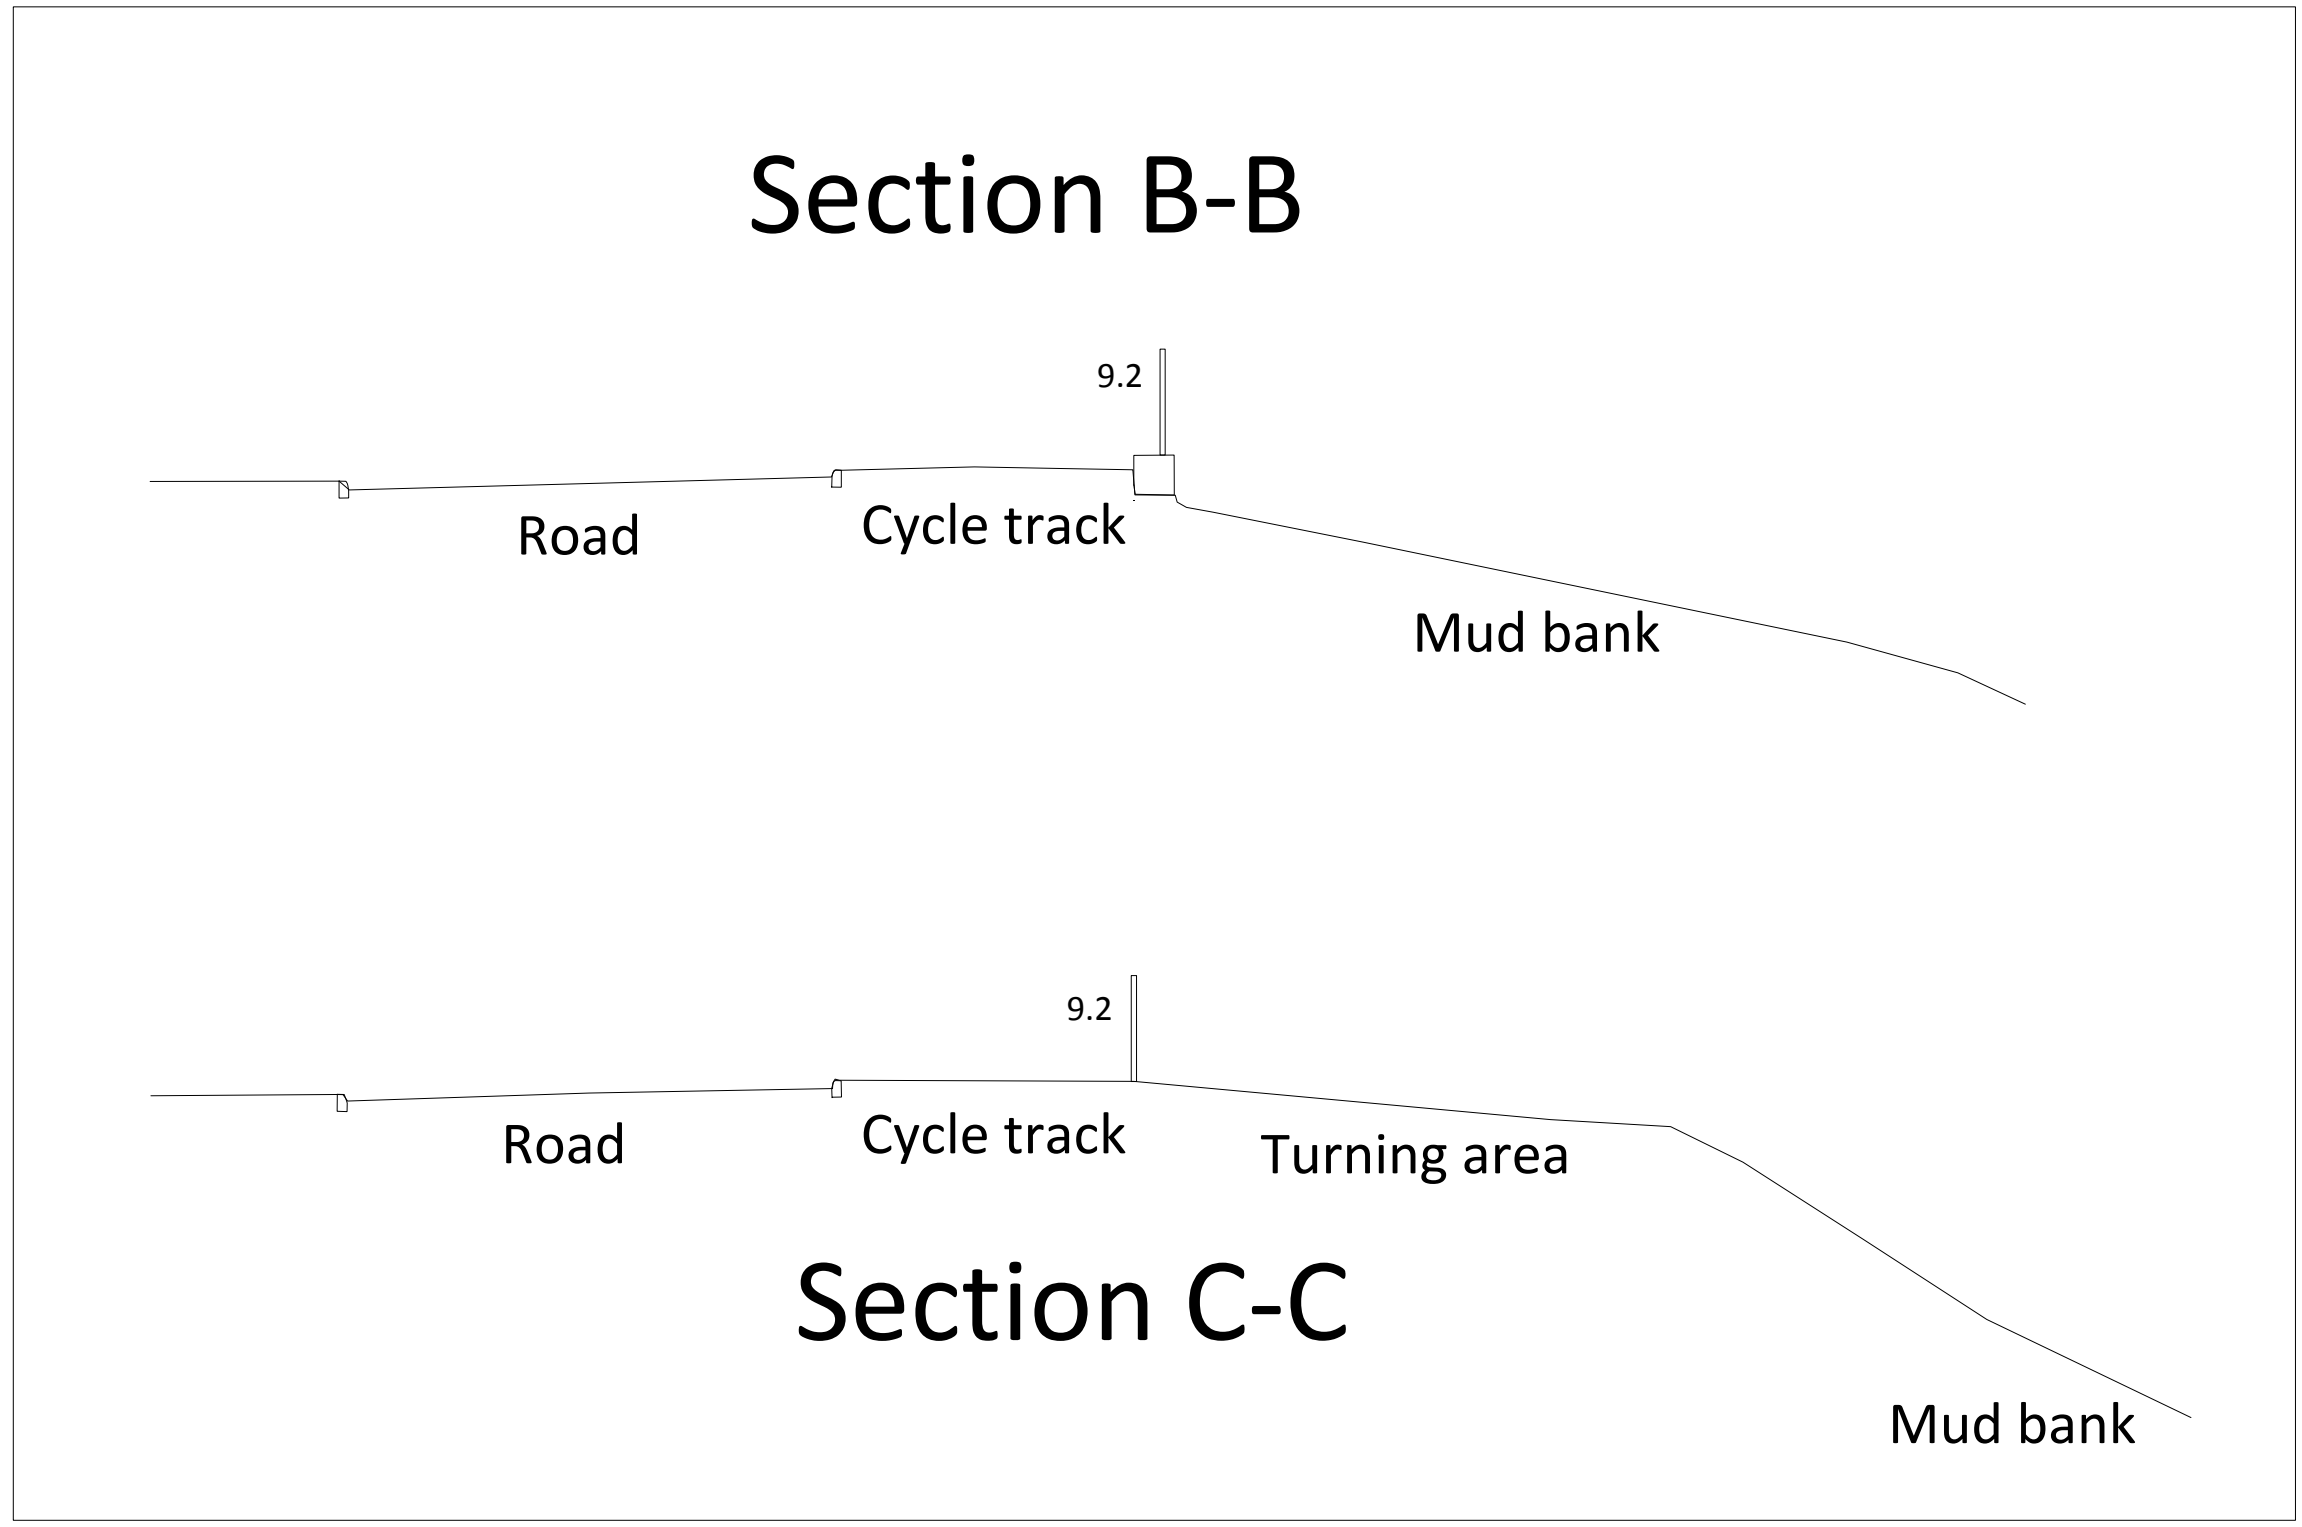 Section B-B
9.2
Road
Cycle track
Mud bank
9.2
Road
Cycle track
Turning area
Section C-C
Mud bank